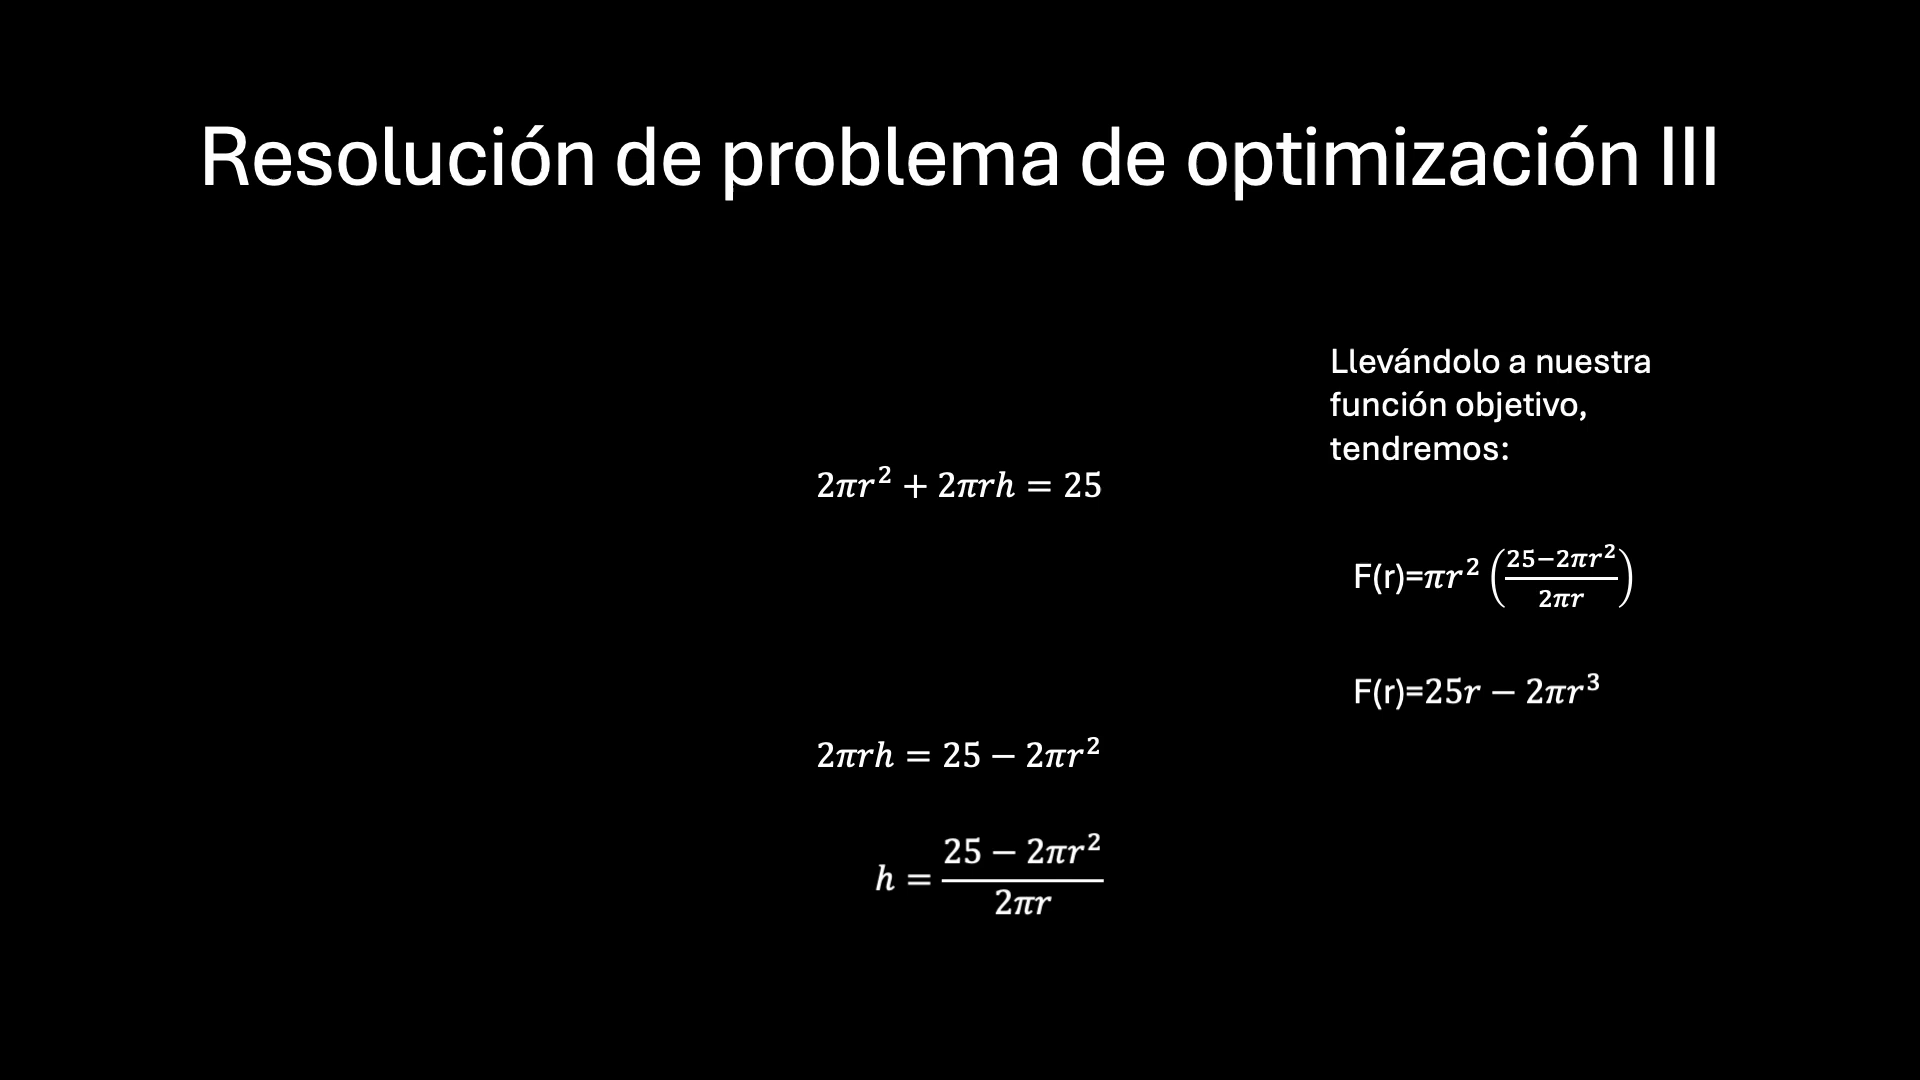 Resolución de problema de optimización III
2πr² + 2πrh = 25
2πrh = 25 − 2πr²
h = (25 − 2πr²)/(2πr)
Llevándolo a nuestra
función objetivo,
tendremos:
F(r)=πr² ((25−2πr²)/(2πr))
F(r)=25r − 2πr³